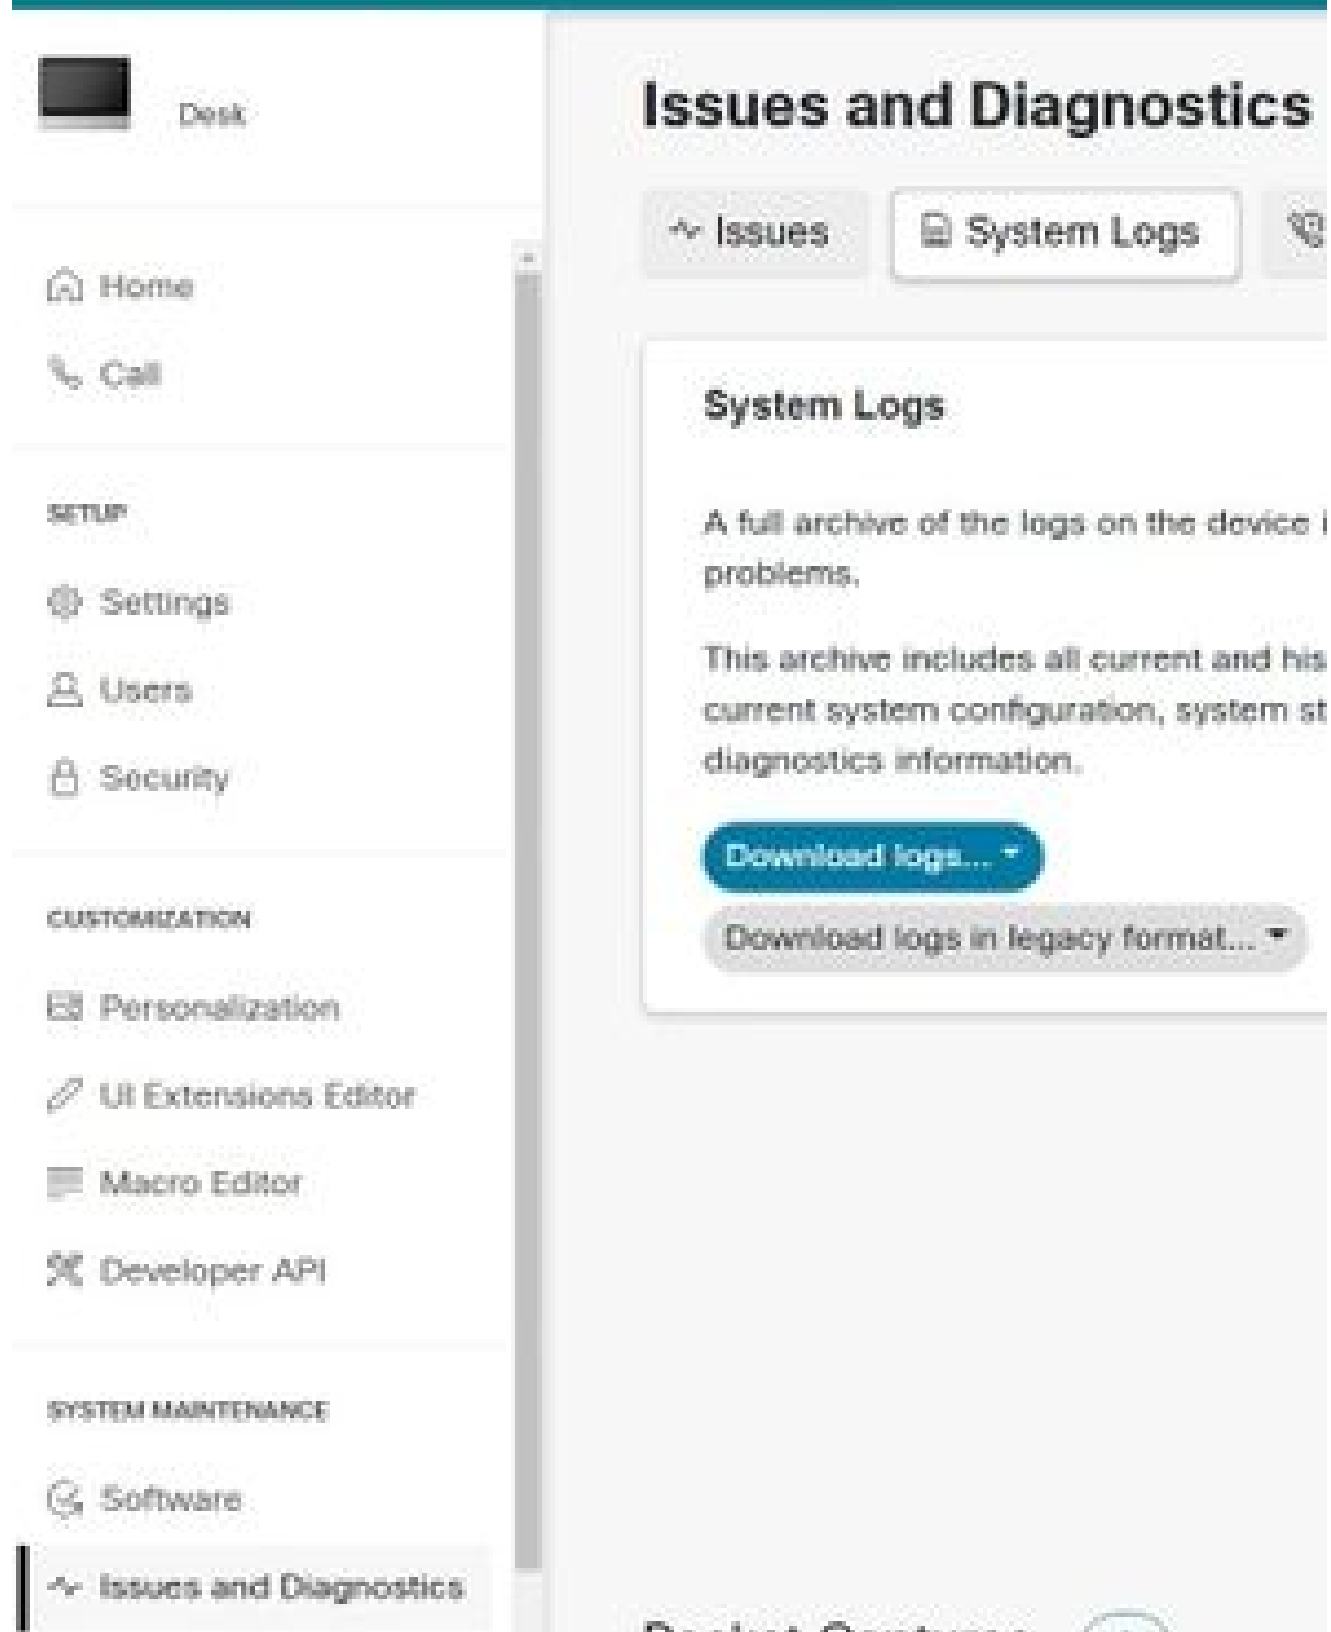 Desk
Home
Call
SETUP
Settings
Users
Security
CUSTOMIZATION
Personalization
UI Extensions Editor
Macro Editor
Developer API
SYSTEM MAINTENANCE
Software
Issues and Diagnostics
Issues and Diagnostics
Issues
System Logs
System Logs
A full archive of the logs on the device
problems.
This archive includes all current and his
current system configuration, system st
diagnostics information.
Download logs...
Download logs in legacy format...